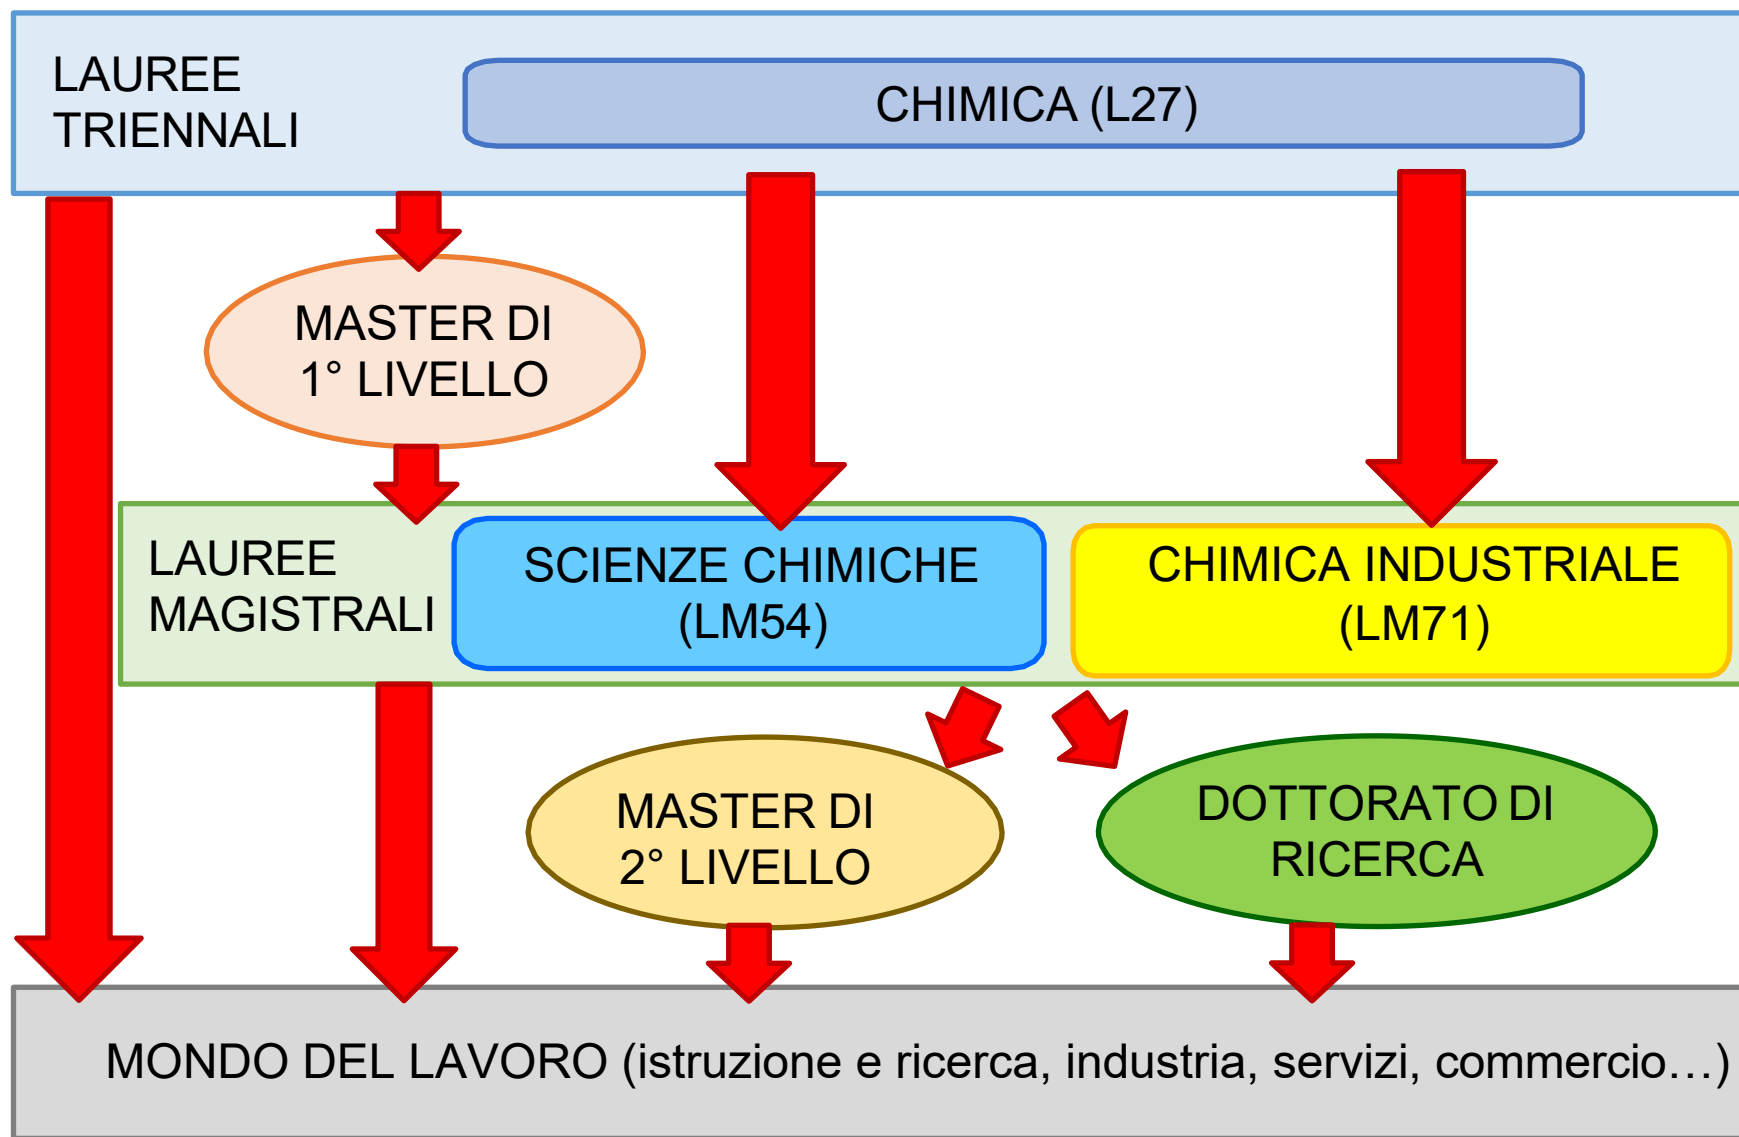 LAUREE
TRIENNALI
CHIMICA (L27)
MASTER DI
1° LIVELLO
LAUREE
MAGISTRALI
SCIENZE CHIMICHE
(LM54)
CHIMICA INDUSTRIALE
(LM71)
MASTER DI
2° LIVELLO
DOTTORATO DI
RICERCA
MONDO DEL LAVORO (istruzione e ricerca, industria, servizi, commercio…)